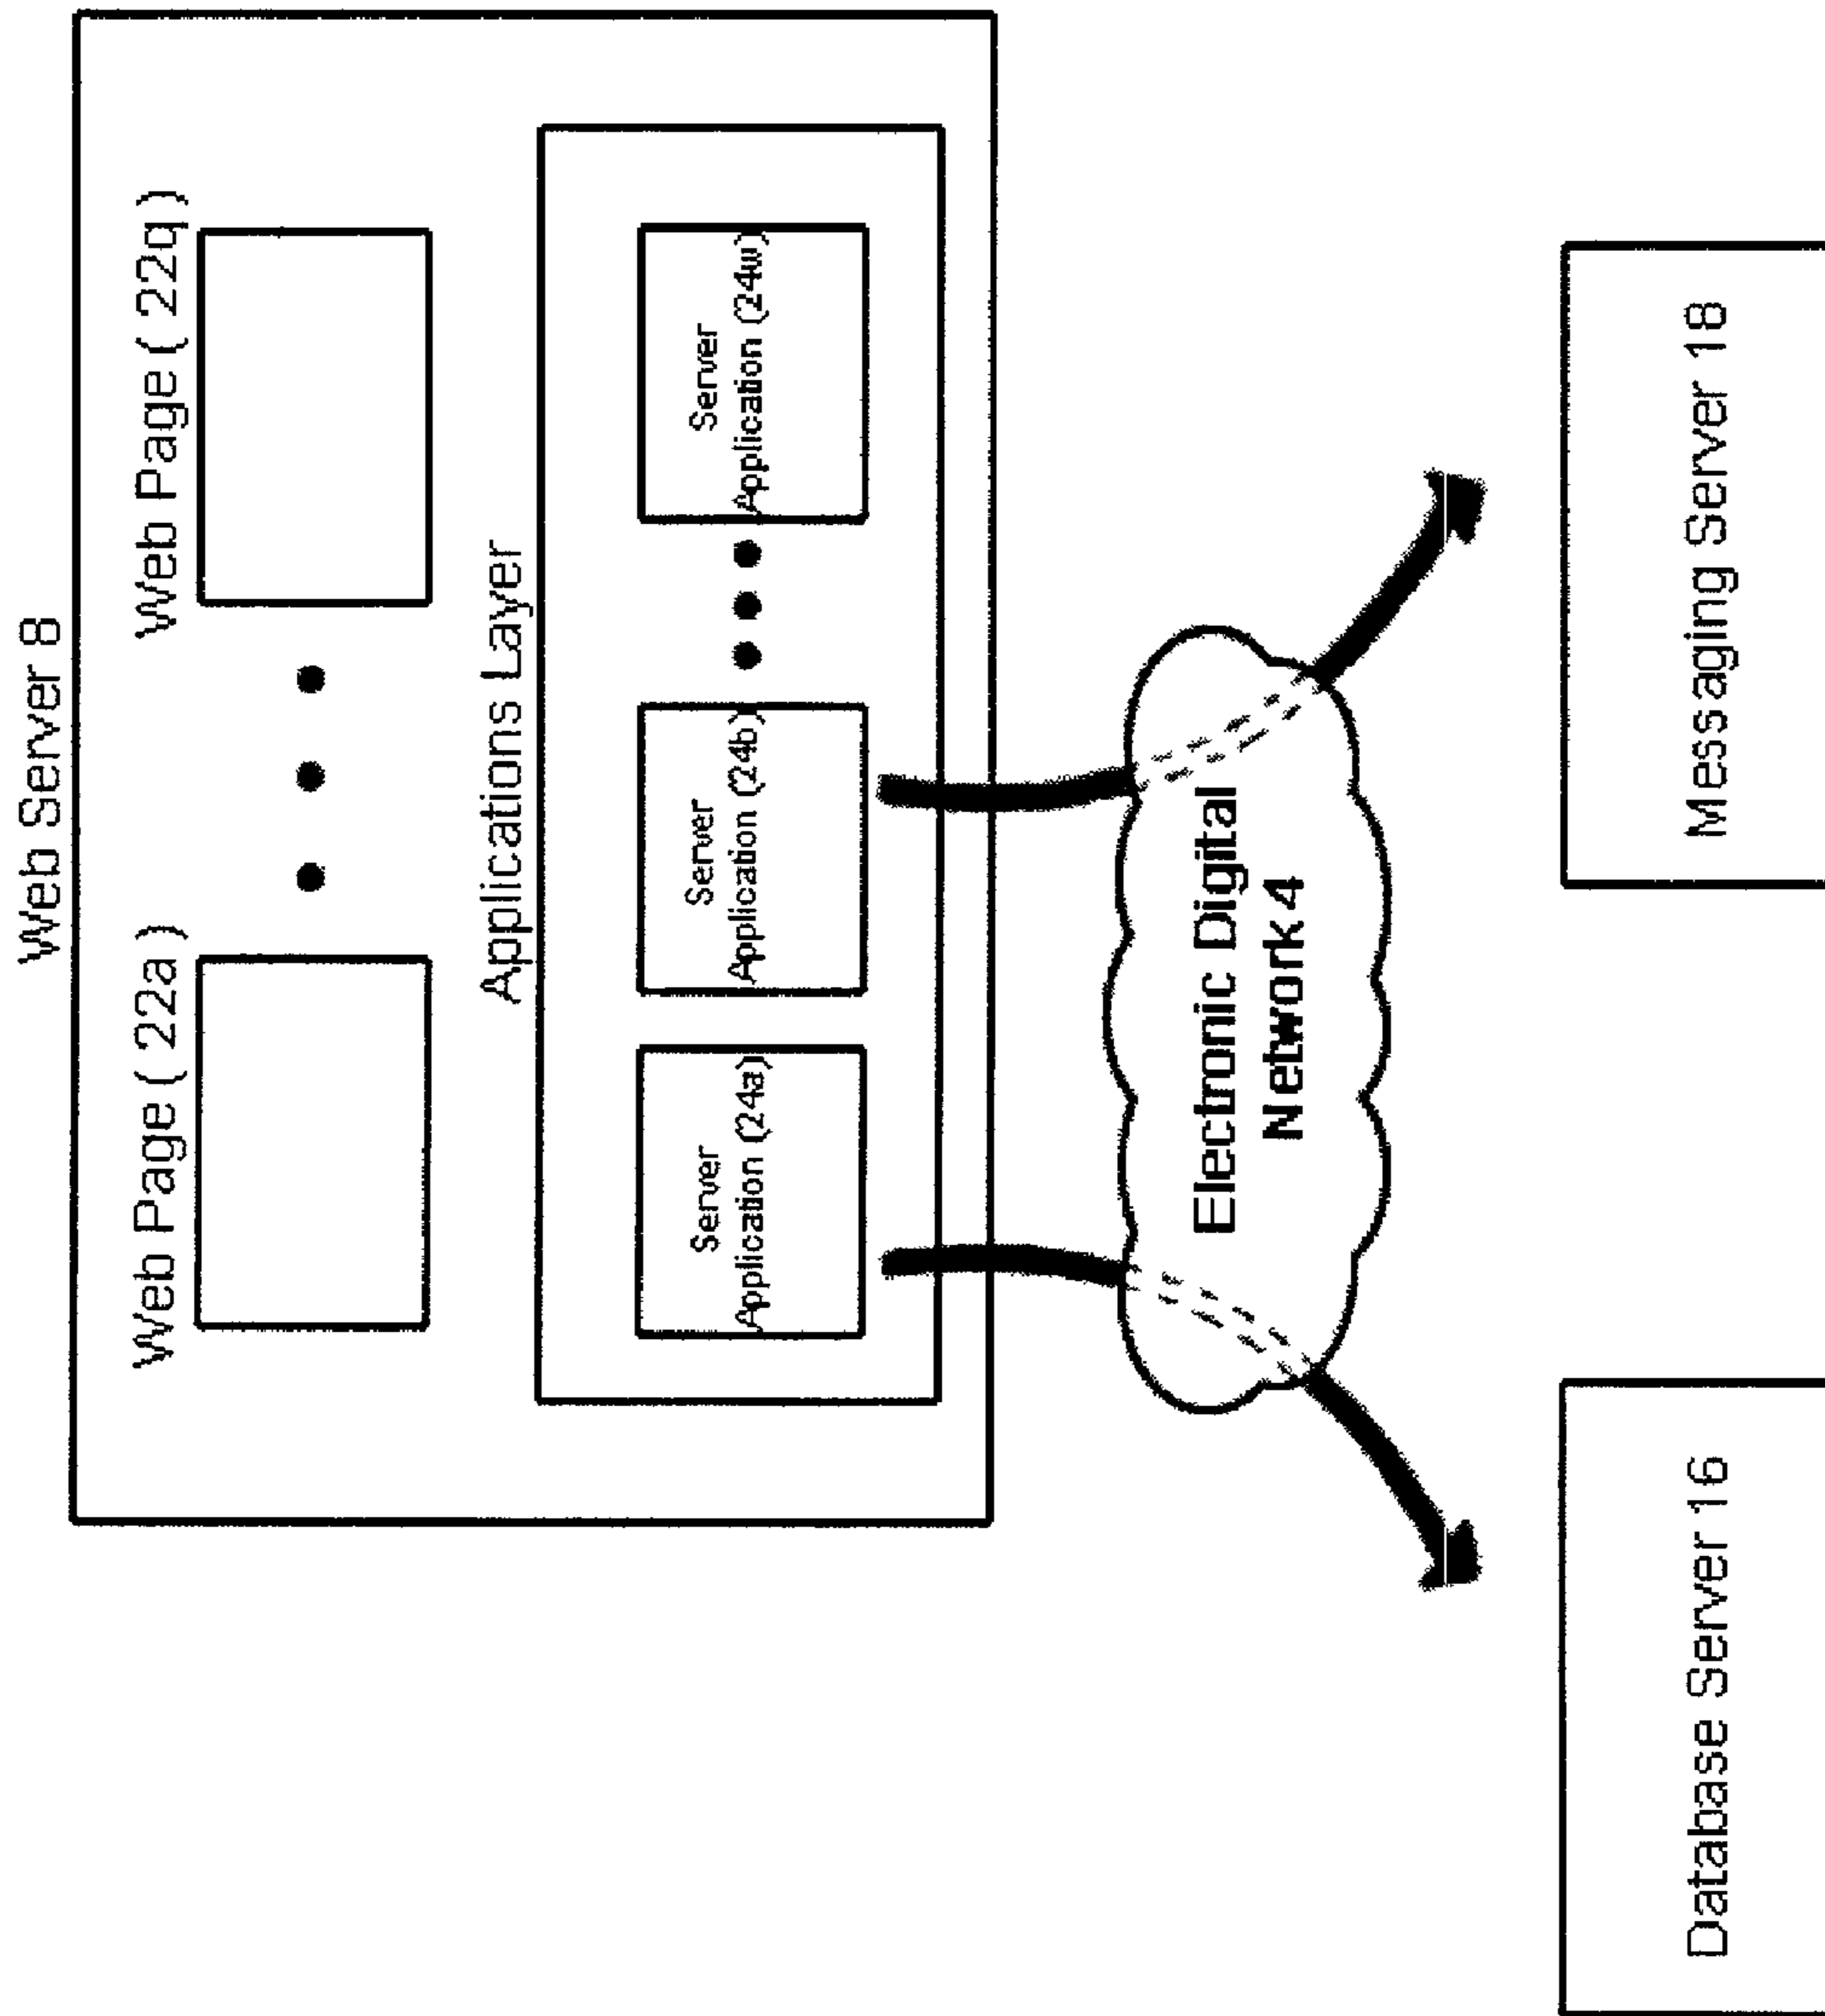 Web Server 8
Web Page ( 22a )
Web Page ( 22q )
Applications Layer
Server
Application (24a)
Server
Application (24b)
Server
Application (24w)
Electronic Digital
Network 4
Database Server 16
Messaging Server 18